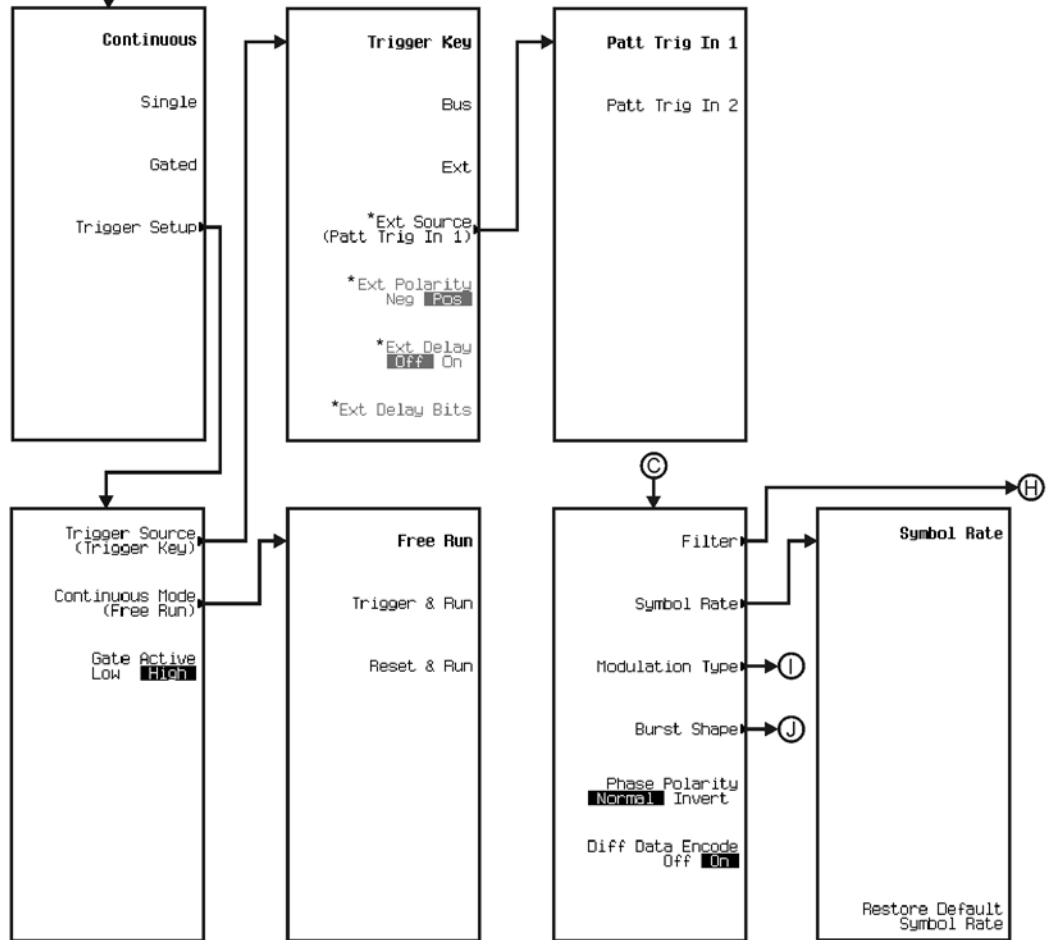 Continuous
Single
Gated
Trigger Setup
Trigger Key
Bus
Ext
*Ext Source
(Patt Trig In 1)
*Ext Polarity
Neg Pos
*Ext Delay
Off On
*Ext Delay Bits
Patt Trig In 1
Patt Trig In 2
Trigger Source
(Trigger Key)
Continuous Mode
(Free Run)
Gate Active
Low High
Free Run
Trigger & Run
Reset & Run
C
Filter
H
Symbol Rate
Modulation Type
I
Burst Shape
J
Phase Polarity
Normal Invert
Diff Data Encode
Off On
Symbol Rate
Restore Default
Symbol Rate